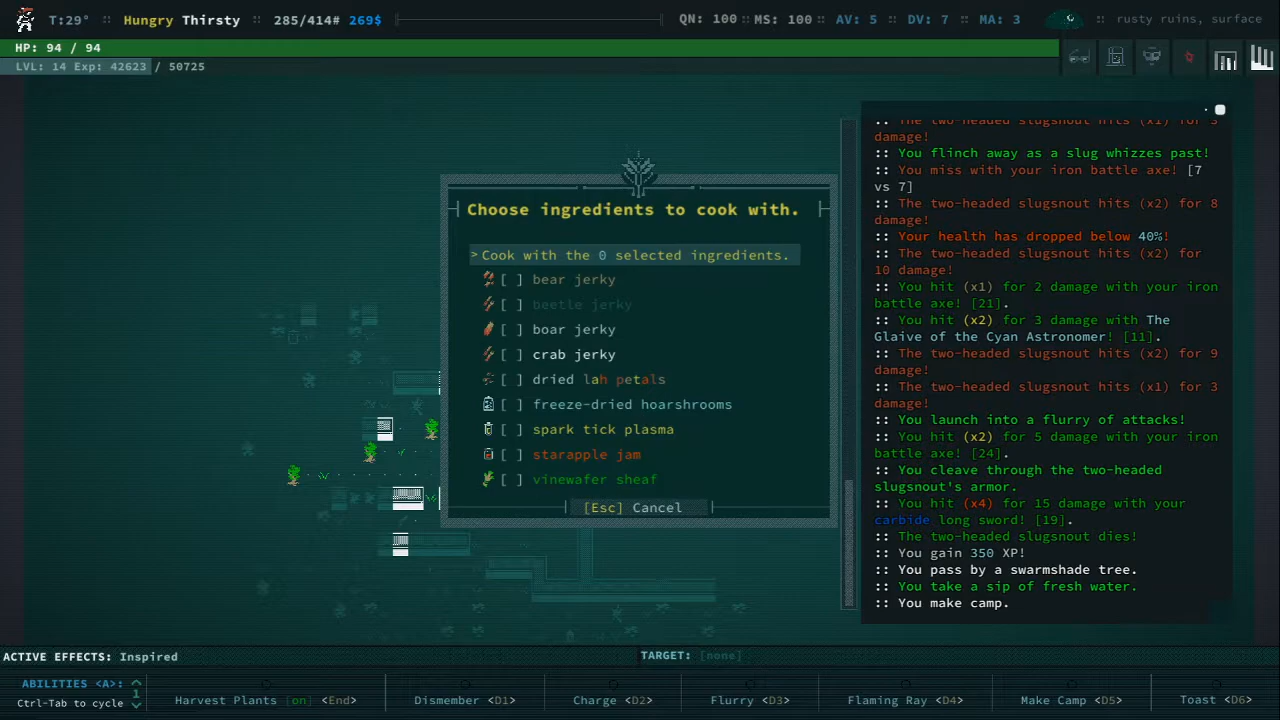 T:29° :: Hungry Thirsty :: 285/414# 269$
QN: 100 :: MS: 100 :: AV: 5 :: DV: 7 :: MA: 3
:: rusty ruins, surface
HP: 94 / 94
LVL: 14 Exp: 42623 / 50725
Choose ingredients to cook with.
> Cook with the 0 selected ingredients.
[ ] bear jerky
[ ] beetle jerky
[ ] boar jerky
[ ] crab jerky
[ ] dried lah petals
[ ] freeze-dried hoarshrooms
[ ] spark tick plasma
[ ] starapple jam
[ ] vinewafer sheaf
[Esc] Cancel
:: The two-headed slugsnout hits (x1) for 3
damage!
:: You flinch away as a slug whizzes past!
:: You miss with your iron battle axe! [7
vs 7]
:: The two-headed slugsnout hits (x2) for 8
damage!
:: Your health has dropped below 40%!
:: The two-headed slugsnout hits (x2) for
10 damage!
:: You hit (x1) for 2 damage with your iron
battle axe! [21].
:: You hit (x2) for 3 damage with The
Glaive of the Cyan Astronomer! [11].
:: The two-headed slugsnout hits (x2) for 9
damage!
:: The two-headed slugsnout hits (x1) for 3
damage!
:: You launch into a flurry of attacks!
:: You hit (x2) for 5 damage with your iron
battle axe! [24].
:: You cleave through the two-headed
slugsnout's armor.
:: You hit (x4) for 15 damage with your
carbide long sword! [19].
:: The two-headed slugsnout dies!
:: You gain 350 XP!
:: You pass by a swarmshade tree.
:: You take a sip of fresh water.
:: You make camp.
ACTIVE EFFECTS: Inspired
TARGET: [none]
ABILITIES <A>: 1
Ctrl-Tab to cycle
Harvest Plants [on] <End>
Dismember <D1>
Charge <D2>
Flurry <D3>
Flaming Ray <D4>
Make Camp <D5>
Toast <D6>